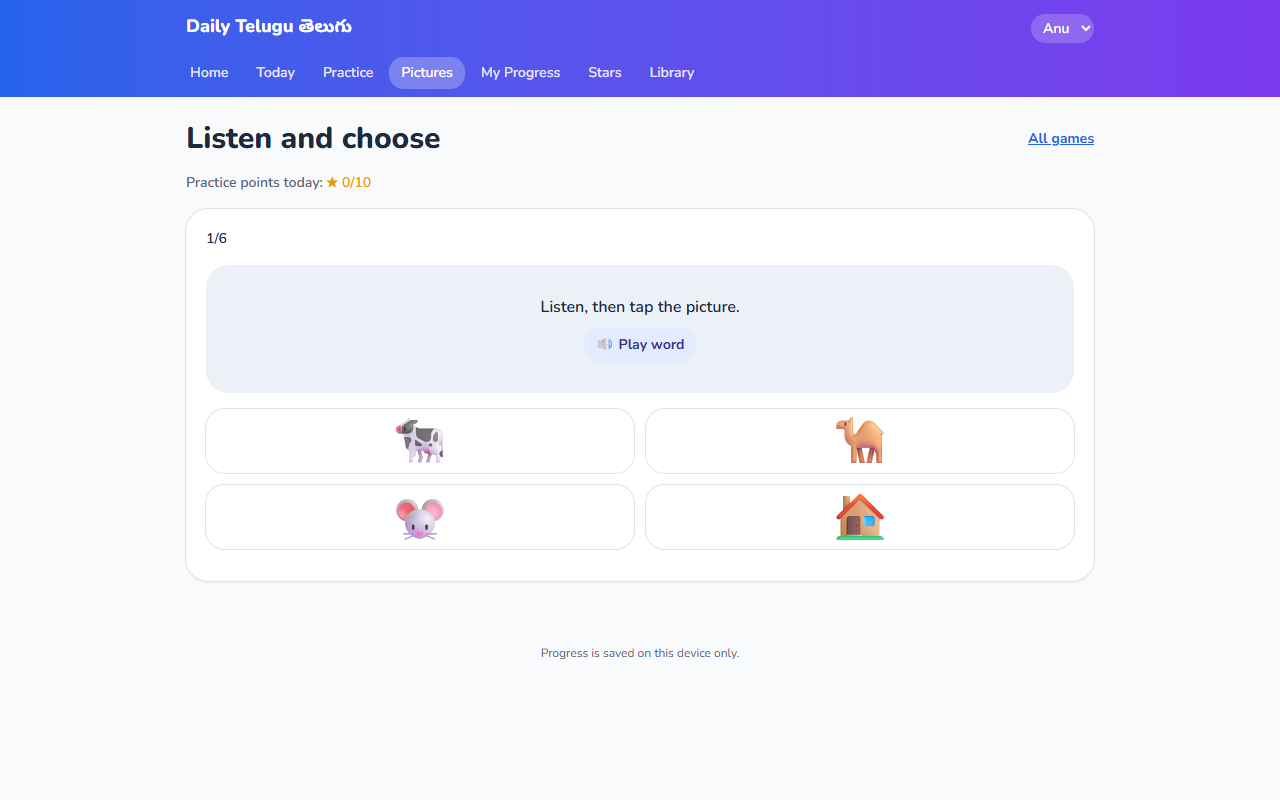 Daily Telugu తెలుగు
Anu
Home Today Practice Pictures My Progress Stars Library
Listen and choose
All games
Practice points today: ★ 0/10
1/6
Listen, then tap the picture.
🔊 Play word
Progress is saved on this device only.